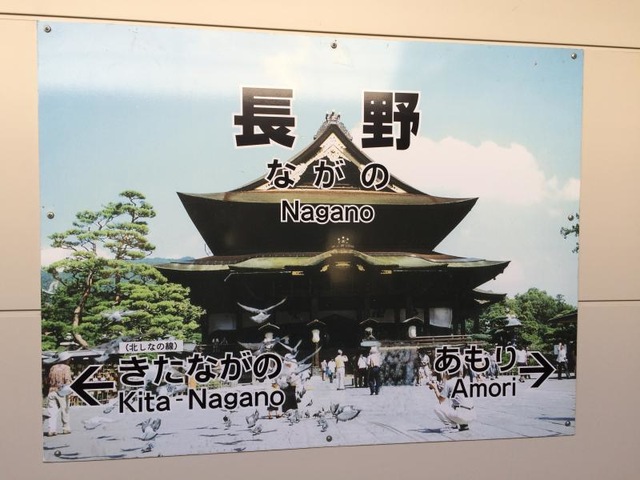 長野
ながの
Nagano
(北しなの線)
きたながの
Kita-Nagano
あもり
Amori